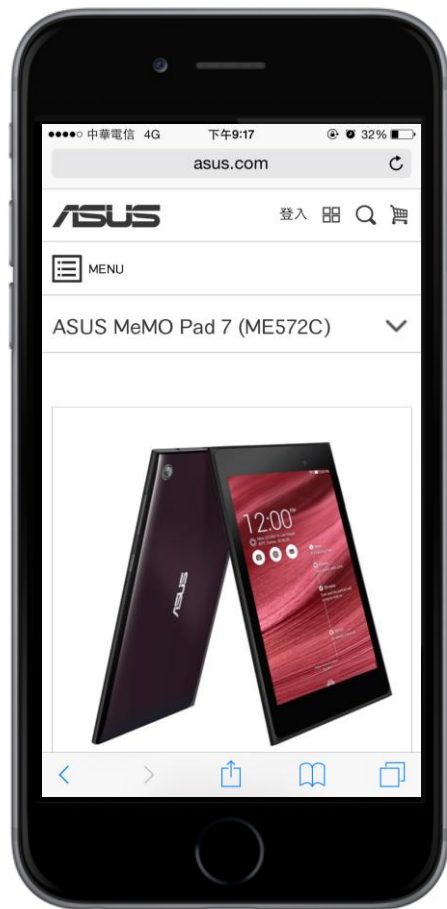 中華電信 4G 下午9:17 32%
asus.com
ASUS 登入
MENU
ASUS MeMO Pad 7 (ME572C)
12:00
ASUS